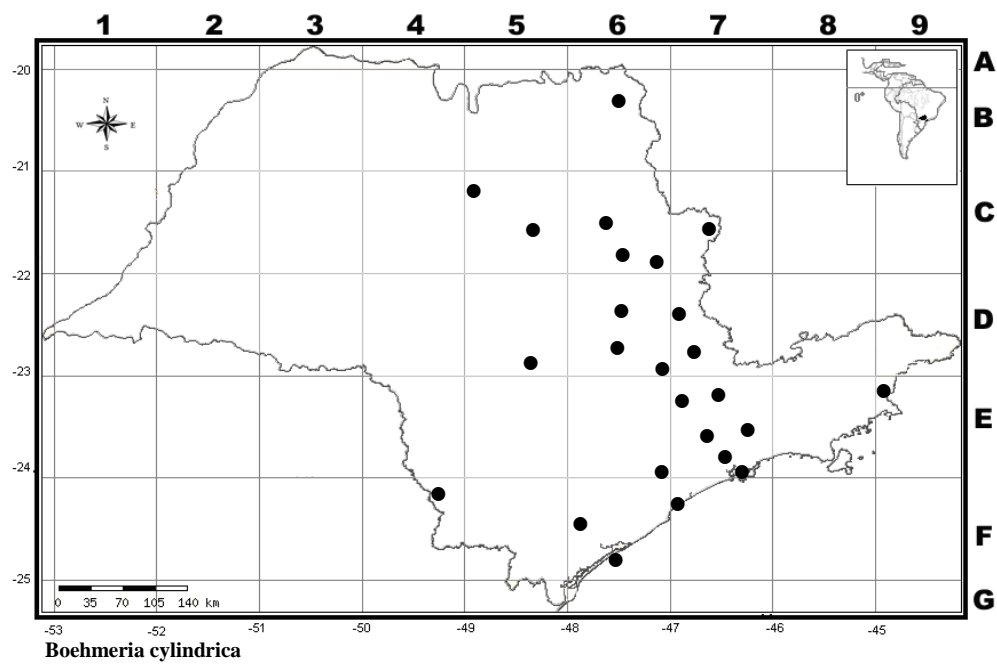 1 2 3 4 5 6 7 8 9
A
-20
N
W E
S
0°
B
-21
C
-22
D
-23
E
-24
F
-25
0 35 70 105 140 km
G
-53 -52 -51 -50 -49 -48 -47 -46 -45
Boehmeria cylindrica